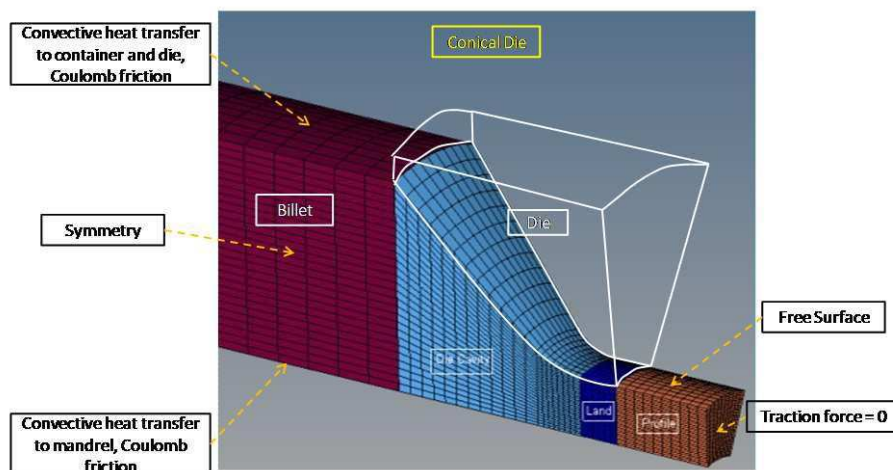 Convective heat transfer
to container and die,
Coulomb friction
Conical Die
Billet
Die
Symmetry
Free Surface
Die Cavity
Land
Profile
Traction force = 0
Convective heat transfer
to mandrel, Coulomb
friction